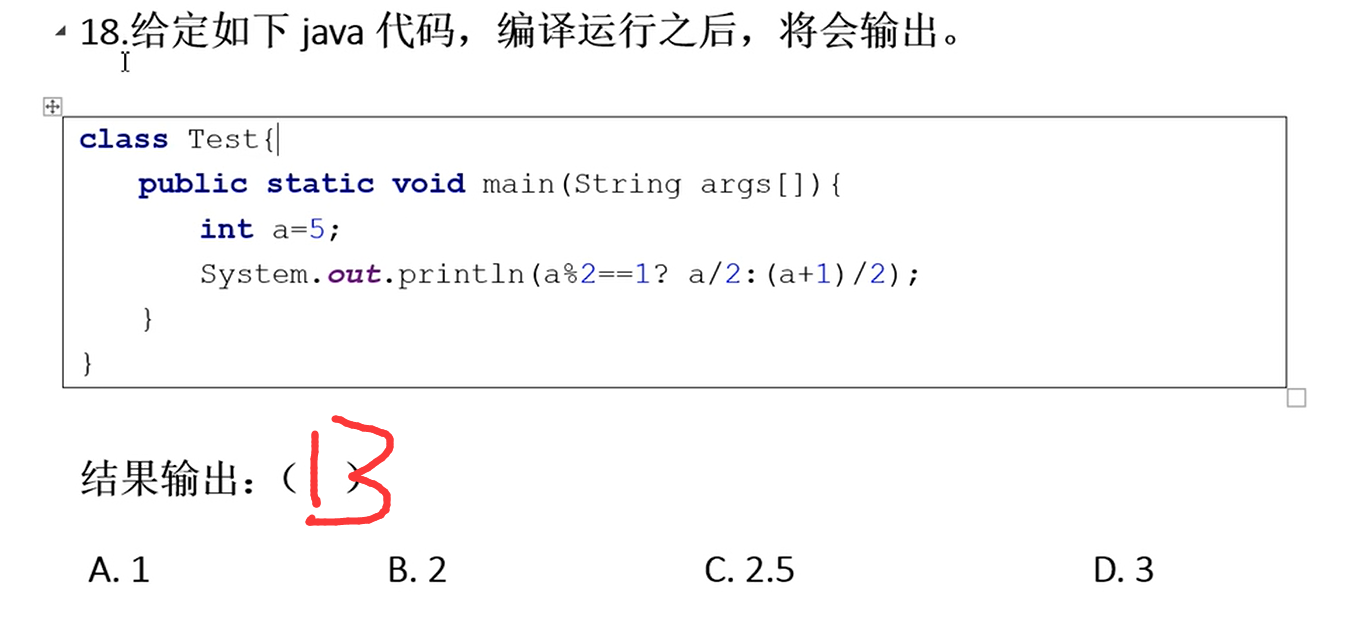 18.给定如下 java 代码，编译运行之后，将会输出。
class Test{
public static void main(String args[]){
int a=5;
System.out.println(a%2==1? a/2:(a+1)/2);
}
}
结果输出：（B）
A. 1 B. 2 C. 2.5 D. 3